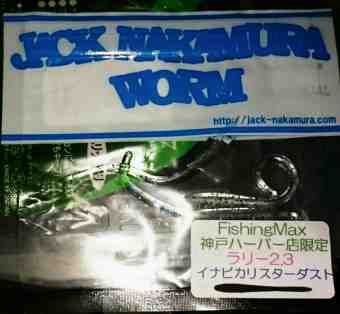 JACK NAKAMURA
WORM
http://jack-nakamura.com
FishingMax
神戸ハーバー店限定
ラリー2,3
イナビカリスターダスト